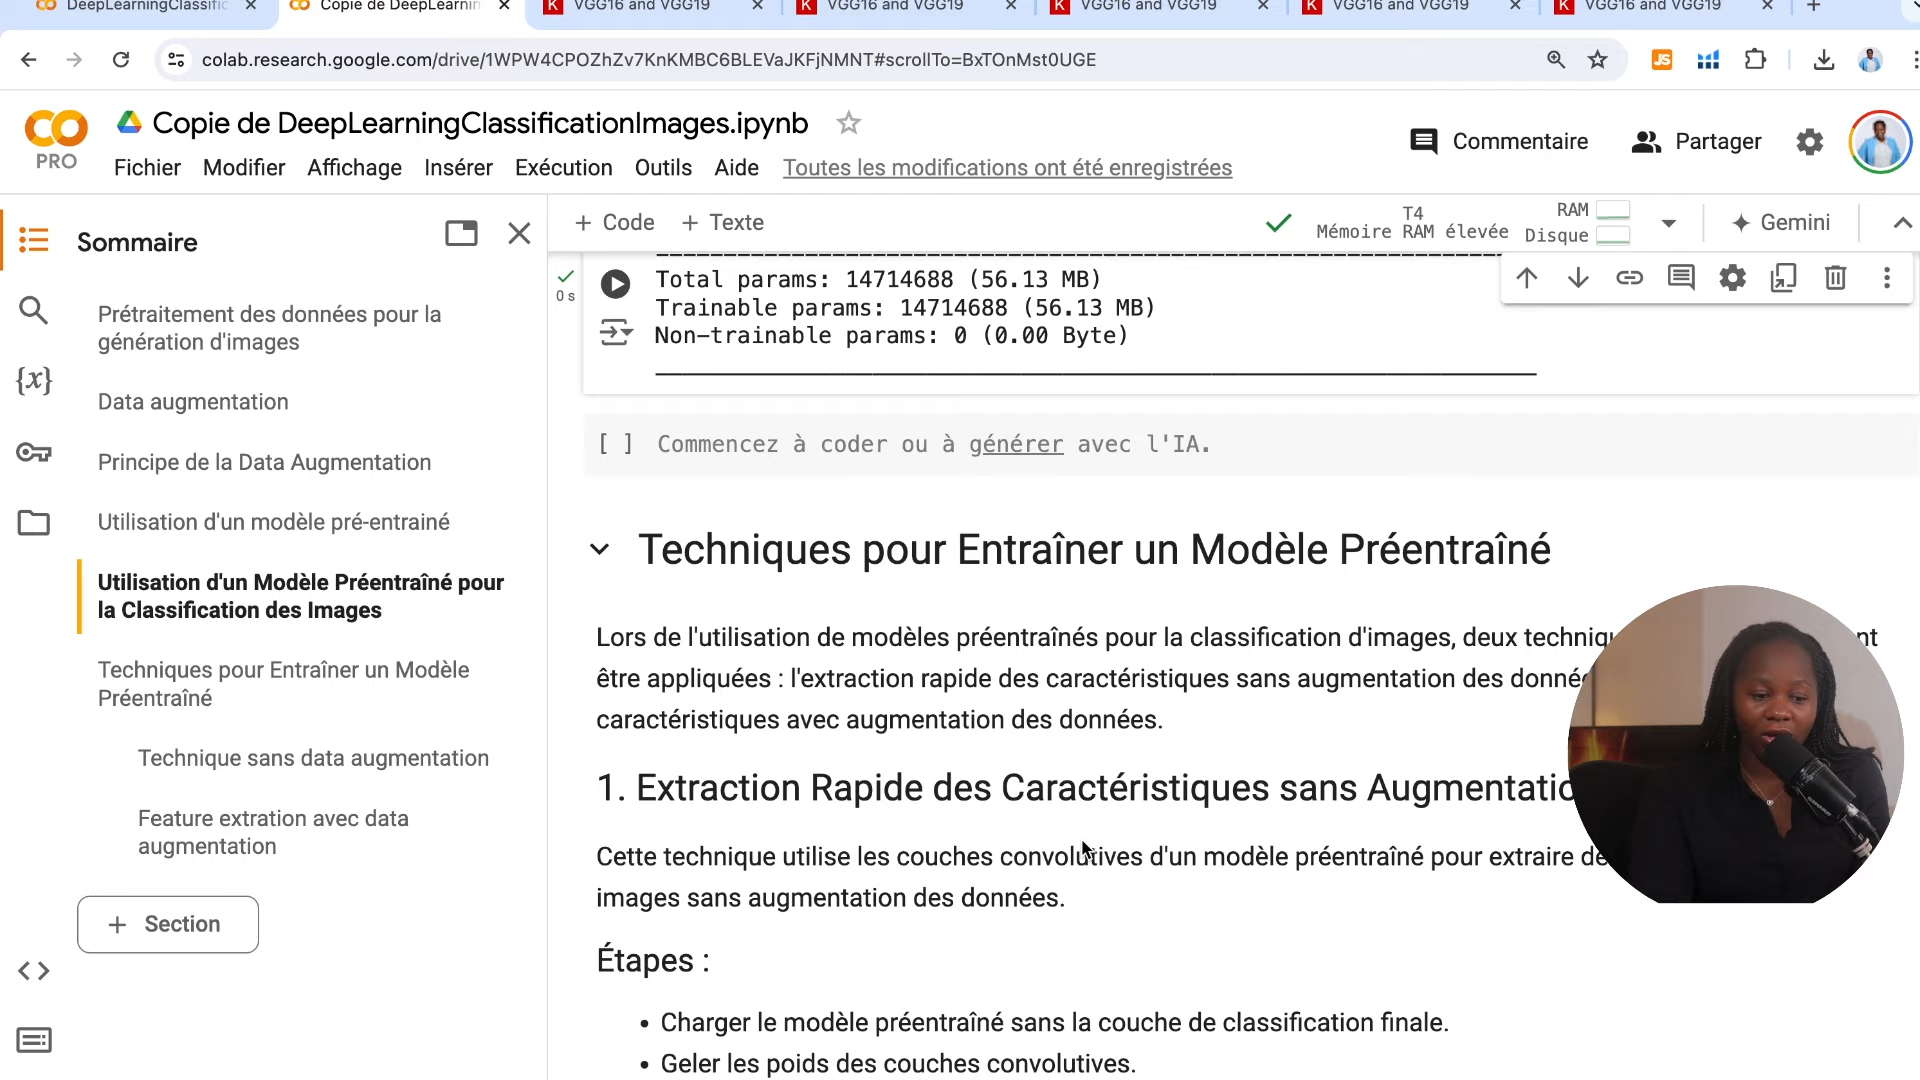 DeepLearningClassific
Copie de DeepLearnin
VGG16 and VGG19
VGG16 and VGG19
VGG16 and VGG19
VGG16 and VGG19
VGG16 and VGG19
colab.research.google.com/drive/1WPW4CPOZhZv7KnKMBC6BLEVaJKFjNMNT#scrollTo=BxTOnMst0UGE
JS
PRO
Copie de DeepLearningClassificationImages.ipynb
Fichier Modifier Affichage Insérer Exécution Outils Aide Toutes les modifications ont été enregistrées
Commentaire
Partager
Sommaire
+ Code + Texte
T4
Mémoire RAM élevée
RAM
Disque
Gemini
Prétraitement des données pour la
génération d'images
Data augmentation
Principe de la Data Augmentation
Utilisation d'un modèle pré-entrainé
Utilisation d'un Modèle Préentraîné pour
la Classification des Images
Techniques pour Entraîner un Modèle
Préentraîné
Technique sans data augmentation
Feature extration avec data
augmentation
+ Section
0 s
Total params: 14714688 (56.13 MB)
Trainable params: 14714688 (56.13 MB)
Non-trainable params: 0 (0.00 Byte)
[ ] Commencez à coder ou à générer avec l'IA.
Techniques pour Entraîner un Modèle Préentraîné
Lors de l'utilisation de modèles préentraînés pour la classification d'images, deux techniqu nt
être appliquées : l'extraction rapide des caractéristiques sans augmentation des donné
caractéristiques avec augmentation des données.
1. Extraction Rapide des Caractéristiques sans Augmentatio
Cette technique utilise les couches convolutives d'un modèle préentraîné pour extraire de
images sans augmentation des données.
Étapes :
• Charger le modèle préentraîné sans la couche de classification finale.
• Geler les poids des couches convolutives.